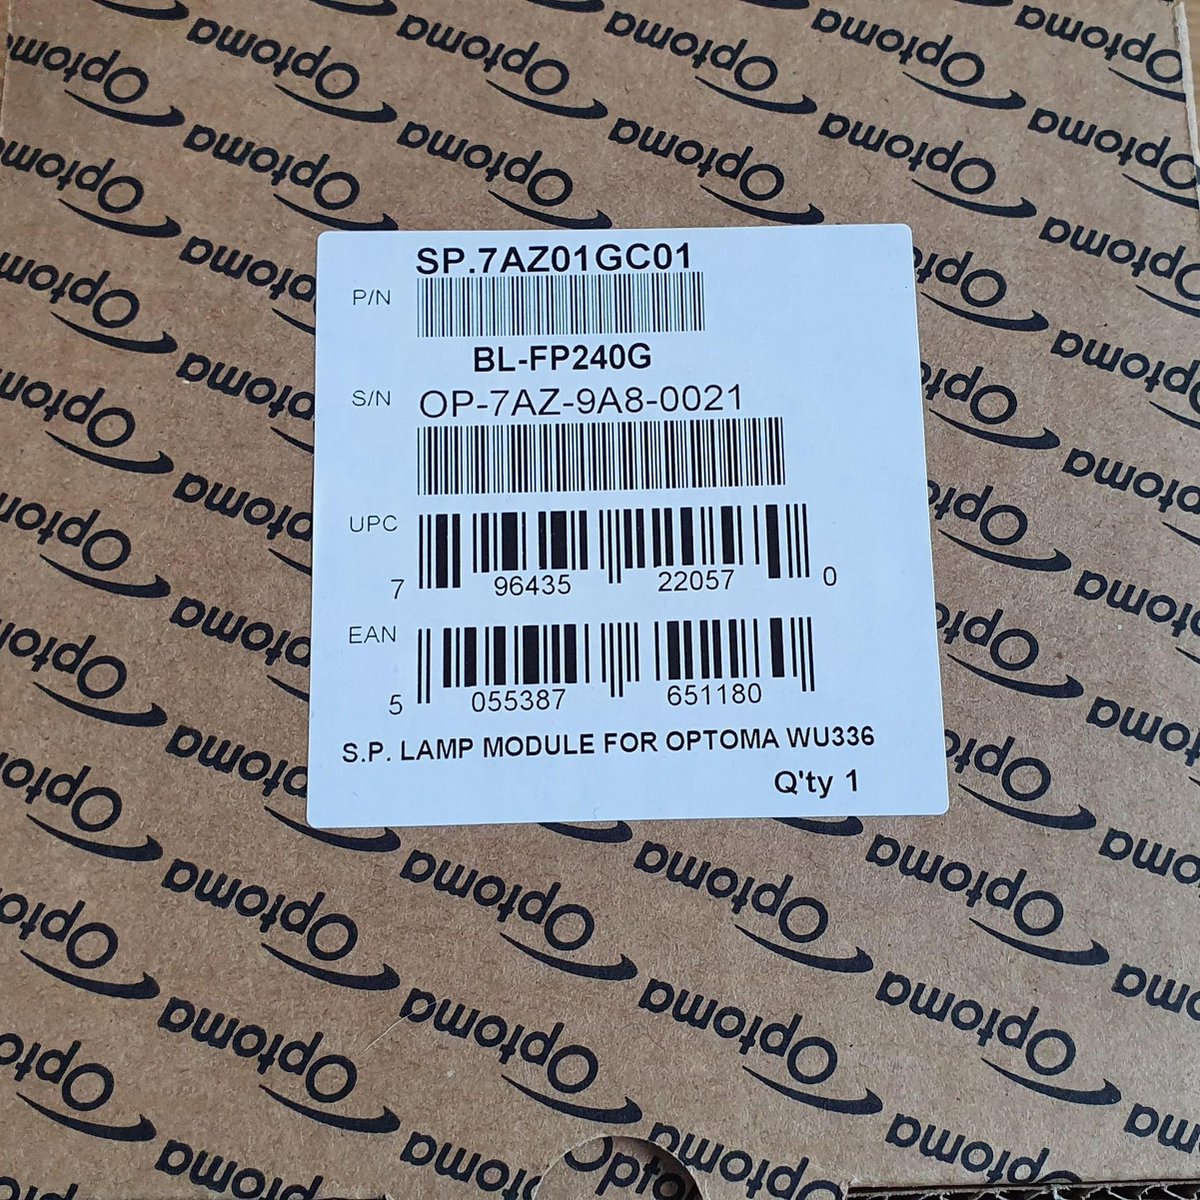 SP.7AZ01GC01
P/N
BL-FP240G
S/N OP-7AZ-9A8-0021
UPC
7 96435 22057 0
EAN
5 055387 651180
S.P. LAMP MODULE FOR OPTOMA WU336
Q'ty 1
Optoma